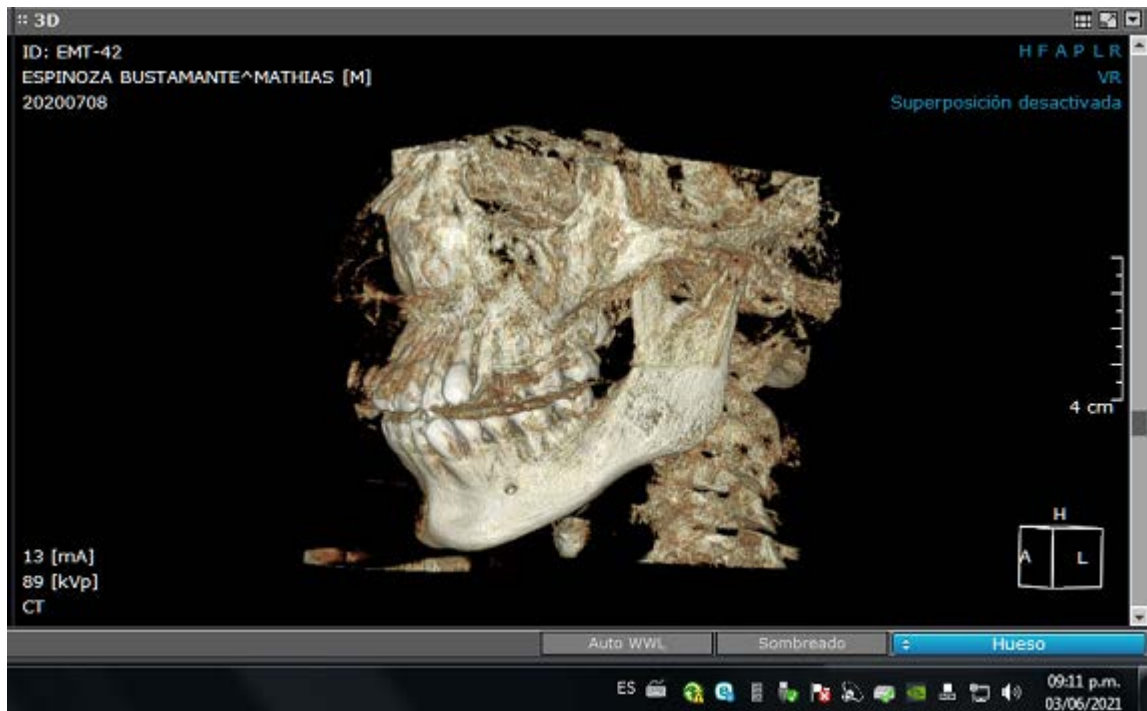 3D
ID: EMT-42
ESPINOZA BUSTAMANTE^MATHIAS [M]
20200708
H F A P L R
VR
Superposición desactivada
4 cm
H
A L
13 [mA]
89 [kVp]
CT
Auto WWL Sombreado Hueso
ES
09:11 p.m.
03/06/2021